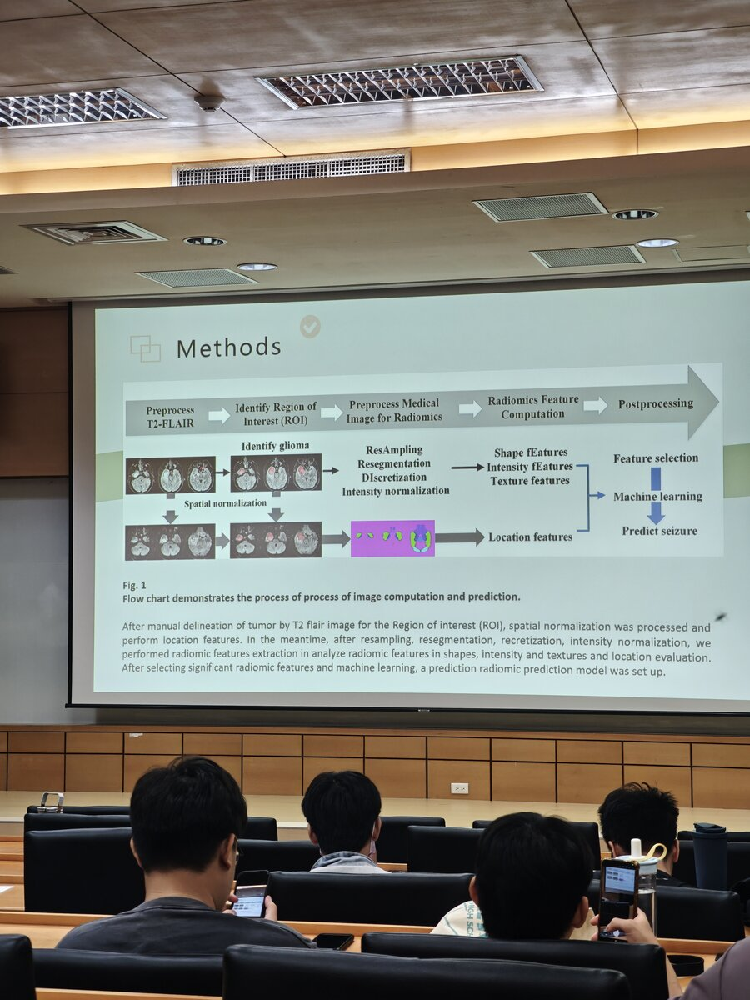 Methods
Preprocess
T2-FLAIR
Identify Region of
Interest (ROI)
Preprocess Medical
Image for Radiomics
Radiomics Feature
Computation
Postprocessing
Identify glioma
ResAmpling
Resegmentation
DIscretization
Intensity normalization
Shape fEatures
Intensity fEatures
Texture features
Feature selection
Machine learning
Predict seizure
Spatial normalization
Location features
Fig. 1
Flow chart demonstrates the process of process of image computation and prediction.
After manual delineation of tumor by T2 flair image for the Region of interest (ROI), spatial normalization was processed and
perform location features. In the meantime, after resampling, resegmentation, recretization, intensity normalization, we
performed radiomic features extraction in analyze radiomic features in shapes, intensity and textures and location evaluation.
After selecting significant radiomic features and machine learning, a prediction radiomic prediction model was set up.